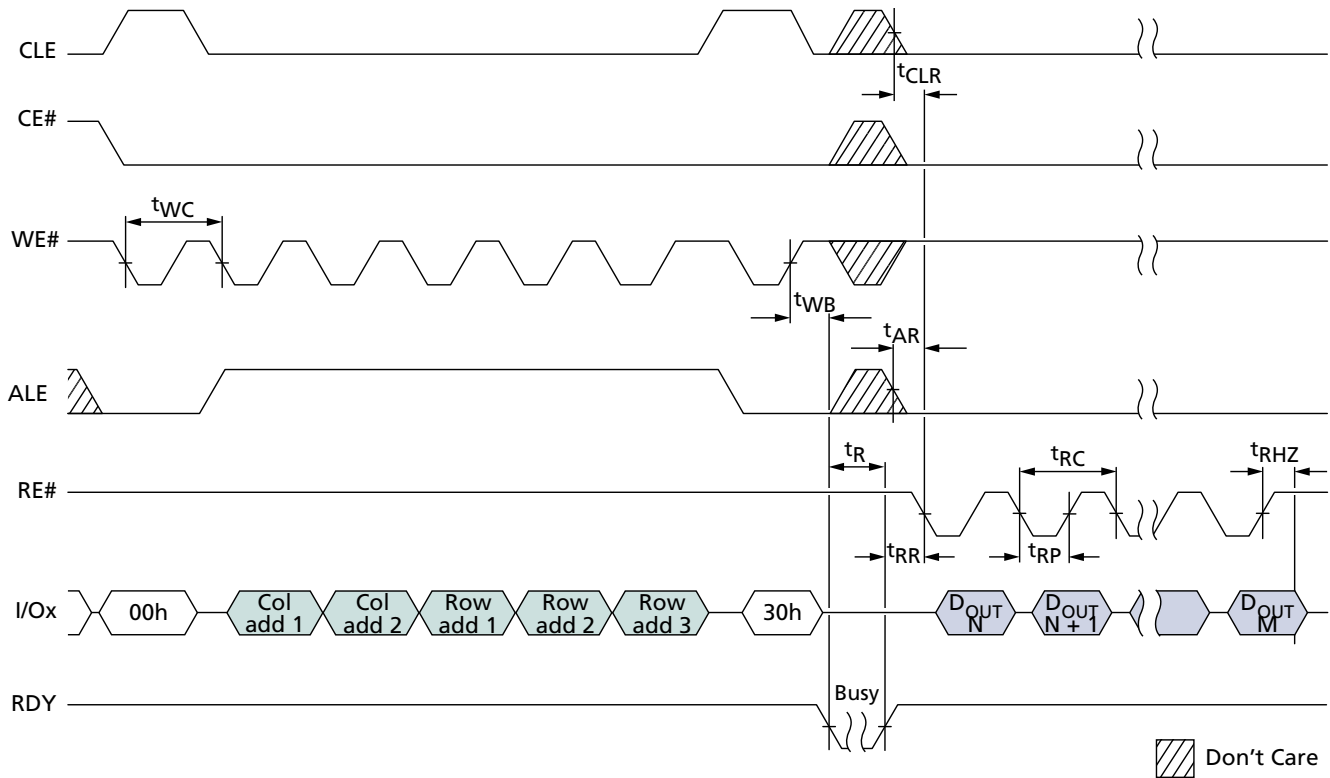 CLE
tCLR
CE#
tWC
WE#
tWB
tAR
ALE
tR
tRC
tRHZ
RE#
tRR
tRP
I/Ox
00h
Col
add 1
Col
add 2
Row
add 1
Row
add 2
Row
add 3
30h
DOUT
N
DOUT
N + 1
DOUT
M
RDY
Busy
Don't Care